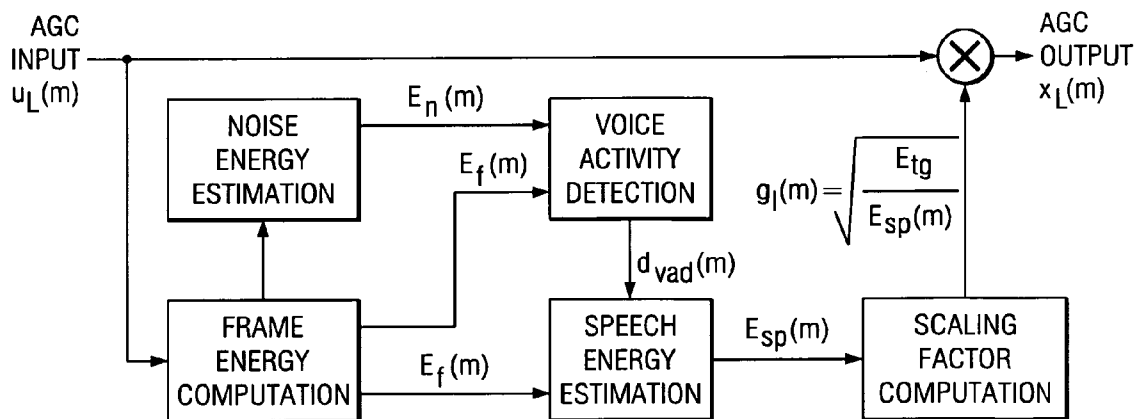 AGC
INPUT
u_L(m)
AGC
OUTPUT
x_L(m)
NOISE
ENERGY
ESTIMATION
E_n(m)
E_f(m)
VOICE
ACTIVITY
DETECTION
g_l(m)=√(E_tg/E_sp(m))
d_vad(m)
FRAME
ENERGY
COMPUTATION
E_f(m)
SPEECH
ENERGY
ESTIMATION
E_sp(m)
SCALING
FACTOR
COMPUTATION